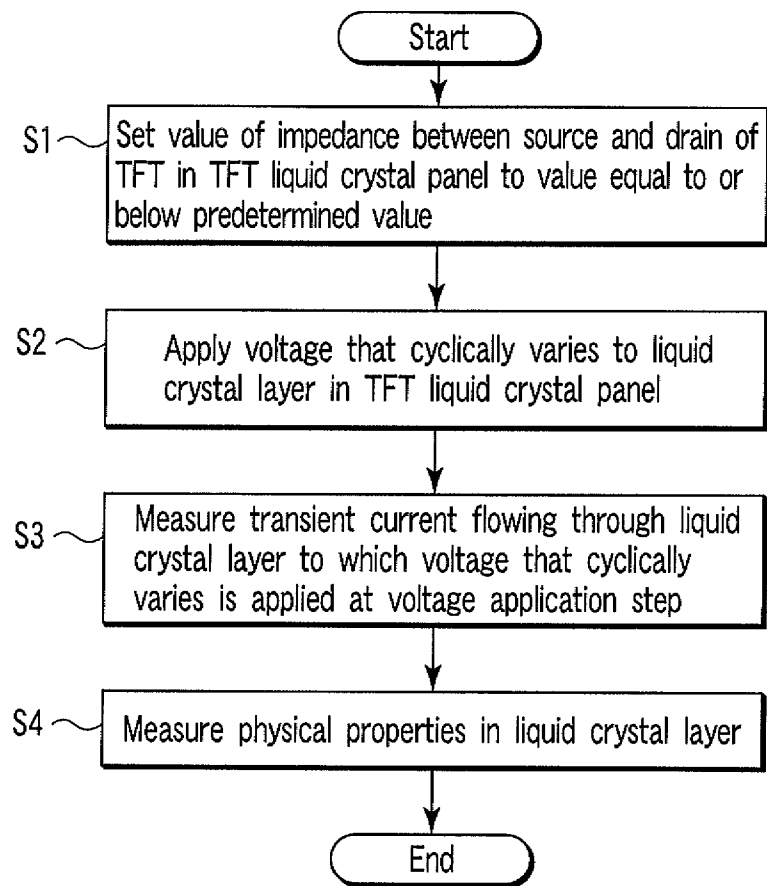 Start
S1
Set value of impedance between source and drain of
TFT in TFT liquid crystal panel to value equal to or
below predetermined value
S2
Apply voltage that cyclically varies to liquid
crystal layer in TFT liquid crystal panel
S3
Measure transient current flowing through liquid
crystal layer to which voltage that cyclically
varies is applied at voltage application step
S4
Measure physical properties in liquid crystal layer
End